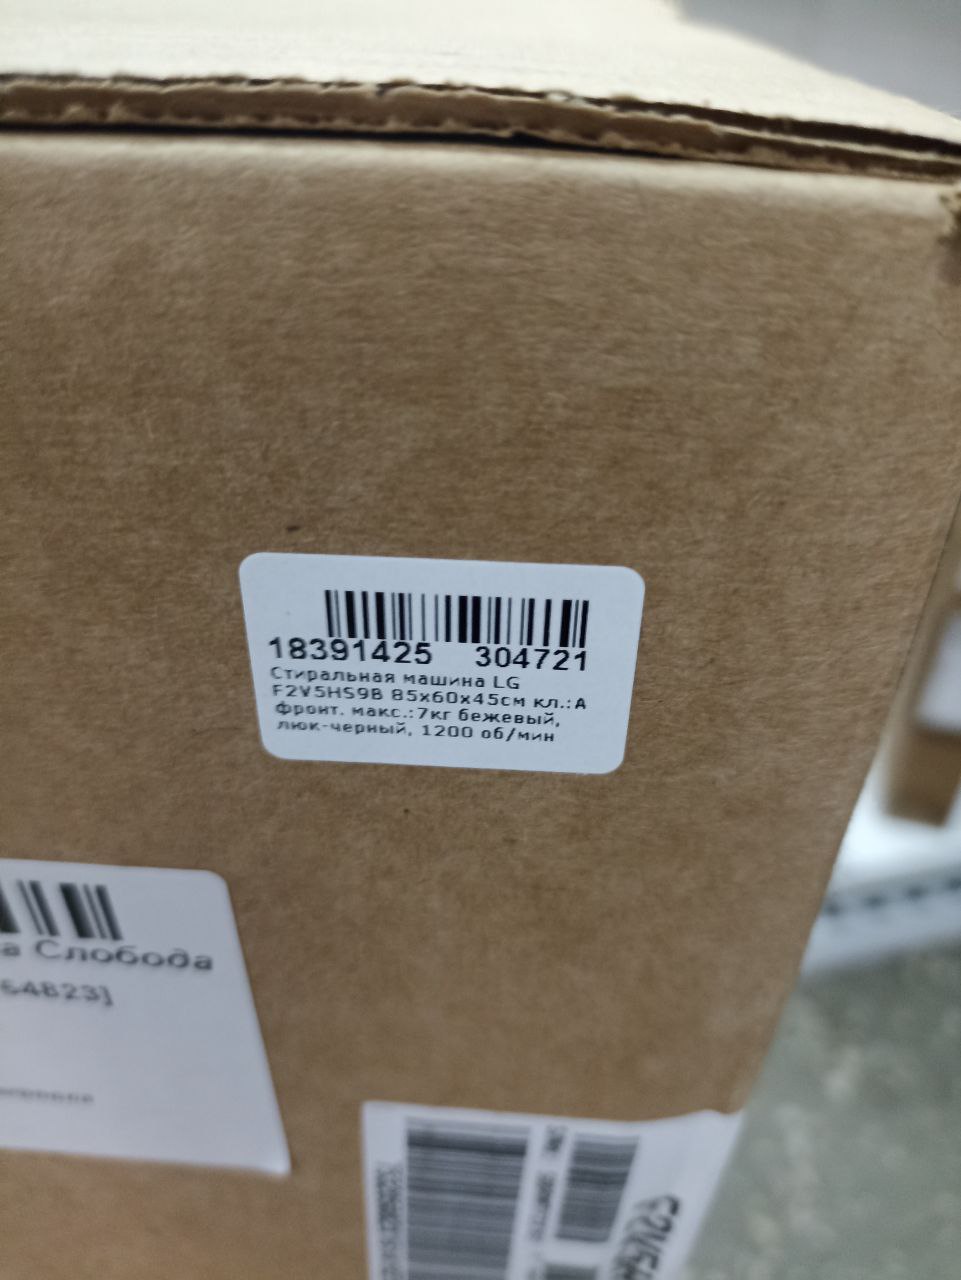 18391425 304721
Стиральная машина LG
F2V5HS9B 85x60x45см кл.:A
фронт. макс.:7кг бежевый,
люк-черный, 1200 об/мин
а Слобода
64823]